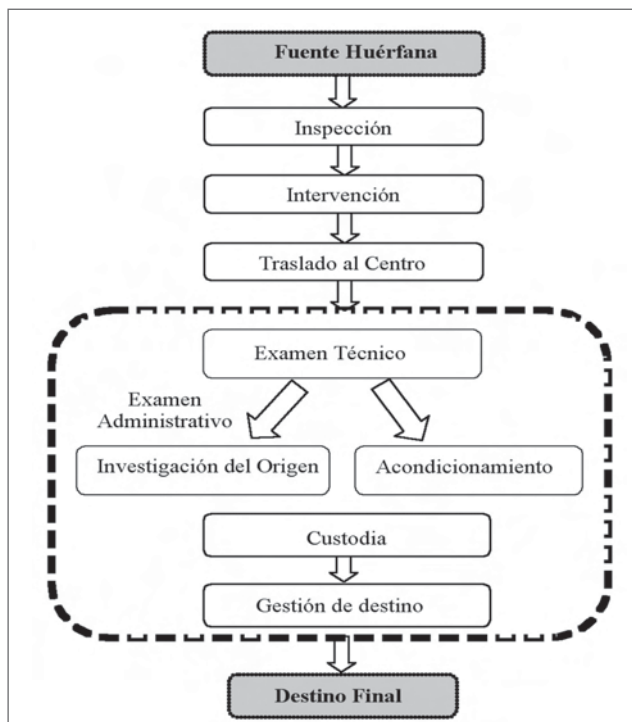 Fuente Huérfana
Inspección
Intervención
Traslado al Centro
Examen Técnico
Examen
Administrativo
Investigación del Origen
Acondicionamiento
Custodia
Gestión de destino
Destino Final